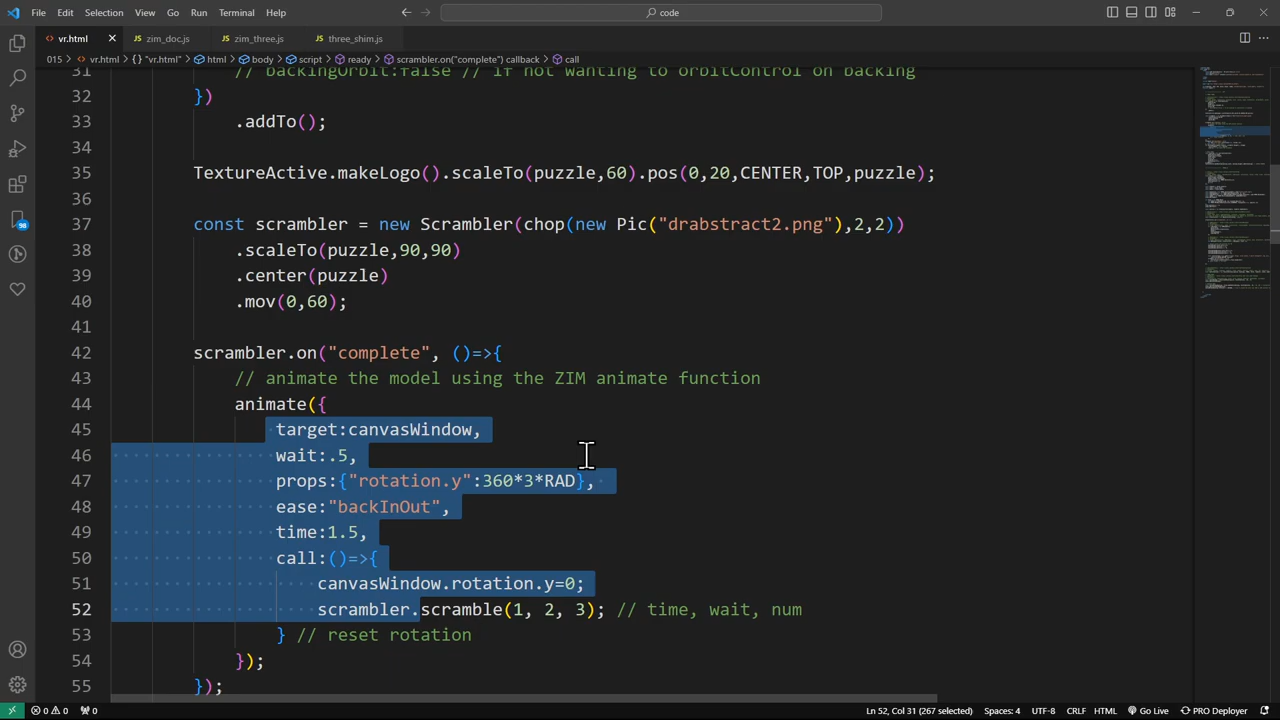 File Edit Selection View Go Run Terminal Help
code
vr.html zim_doc.js zim_three.js three_shim.js
015 > vr.html > {} "vr.html" > html > body > script > ready > scrambler.on("complete") callback > call
31 // backingOrbit:false // if not wanting to orbitControl on backing
32 })
33 .addTo();
34
35 TextureActive.makeLogo().scaleTo(puzzle,60).pos(0,20,CENTER,TOP,puzzle);
36
37 const scrambler = new Scrambler(chop(new Pic("drabstract2.png"),2,2))
38 .scaleTo(puzzle,90,90)
39 .center(puzzle)
40 .mov(0,60);
41
42 scrambler.on("complete", ()=>{
43 // animate the model using the ZIM animate function
44 animate({
45 target:canvasWindow,
46 wait:.5,
47 props:{"rotation.y":360*3*RAD},
48 ease:"backInOut",
49 time:1.5,
50 call:()=>{
51 canvasWindow.rotation.y=0;
52 scrambler.scramble(1, 2, 3); // time, wait, num
53 } // reset rotation
54 });
55 });
98
0 0 0 Ln 52, Col 31 (267 selected) Spaces: 4 UTF-8 CRLF HTML Go Live PRO Deployer